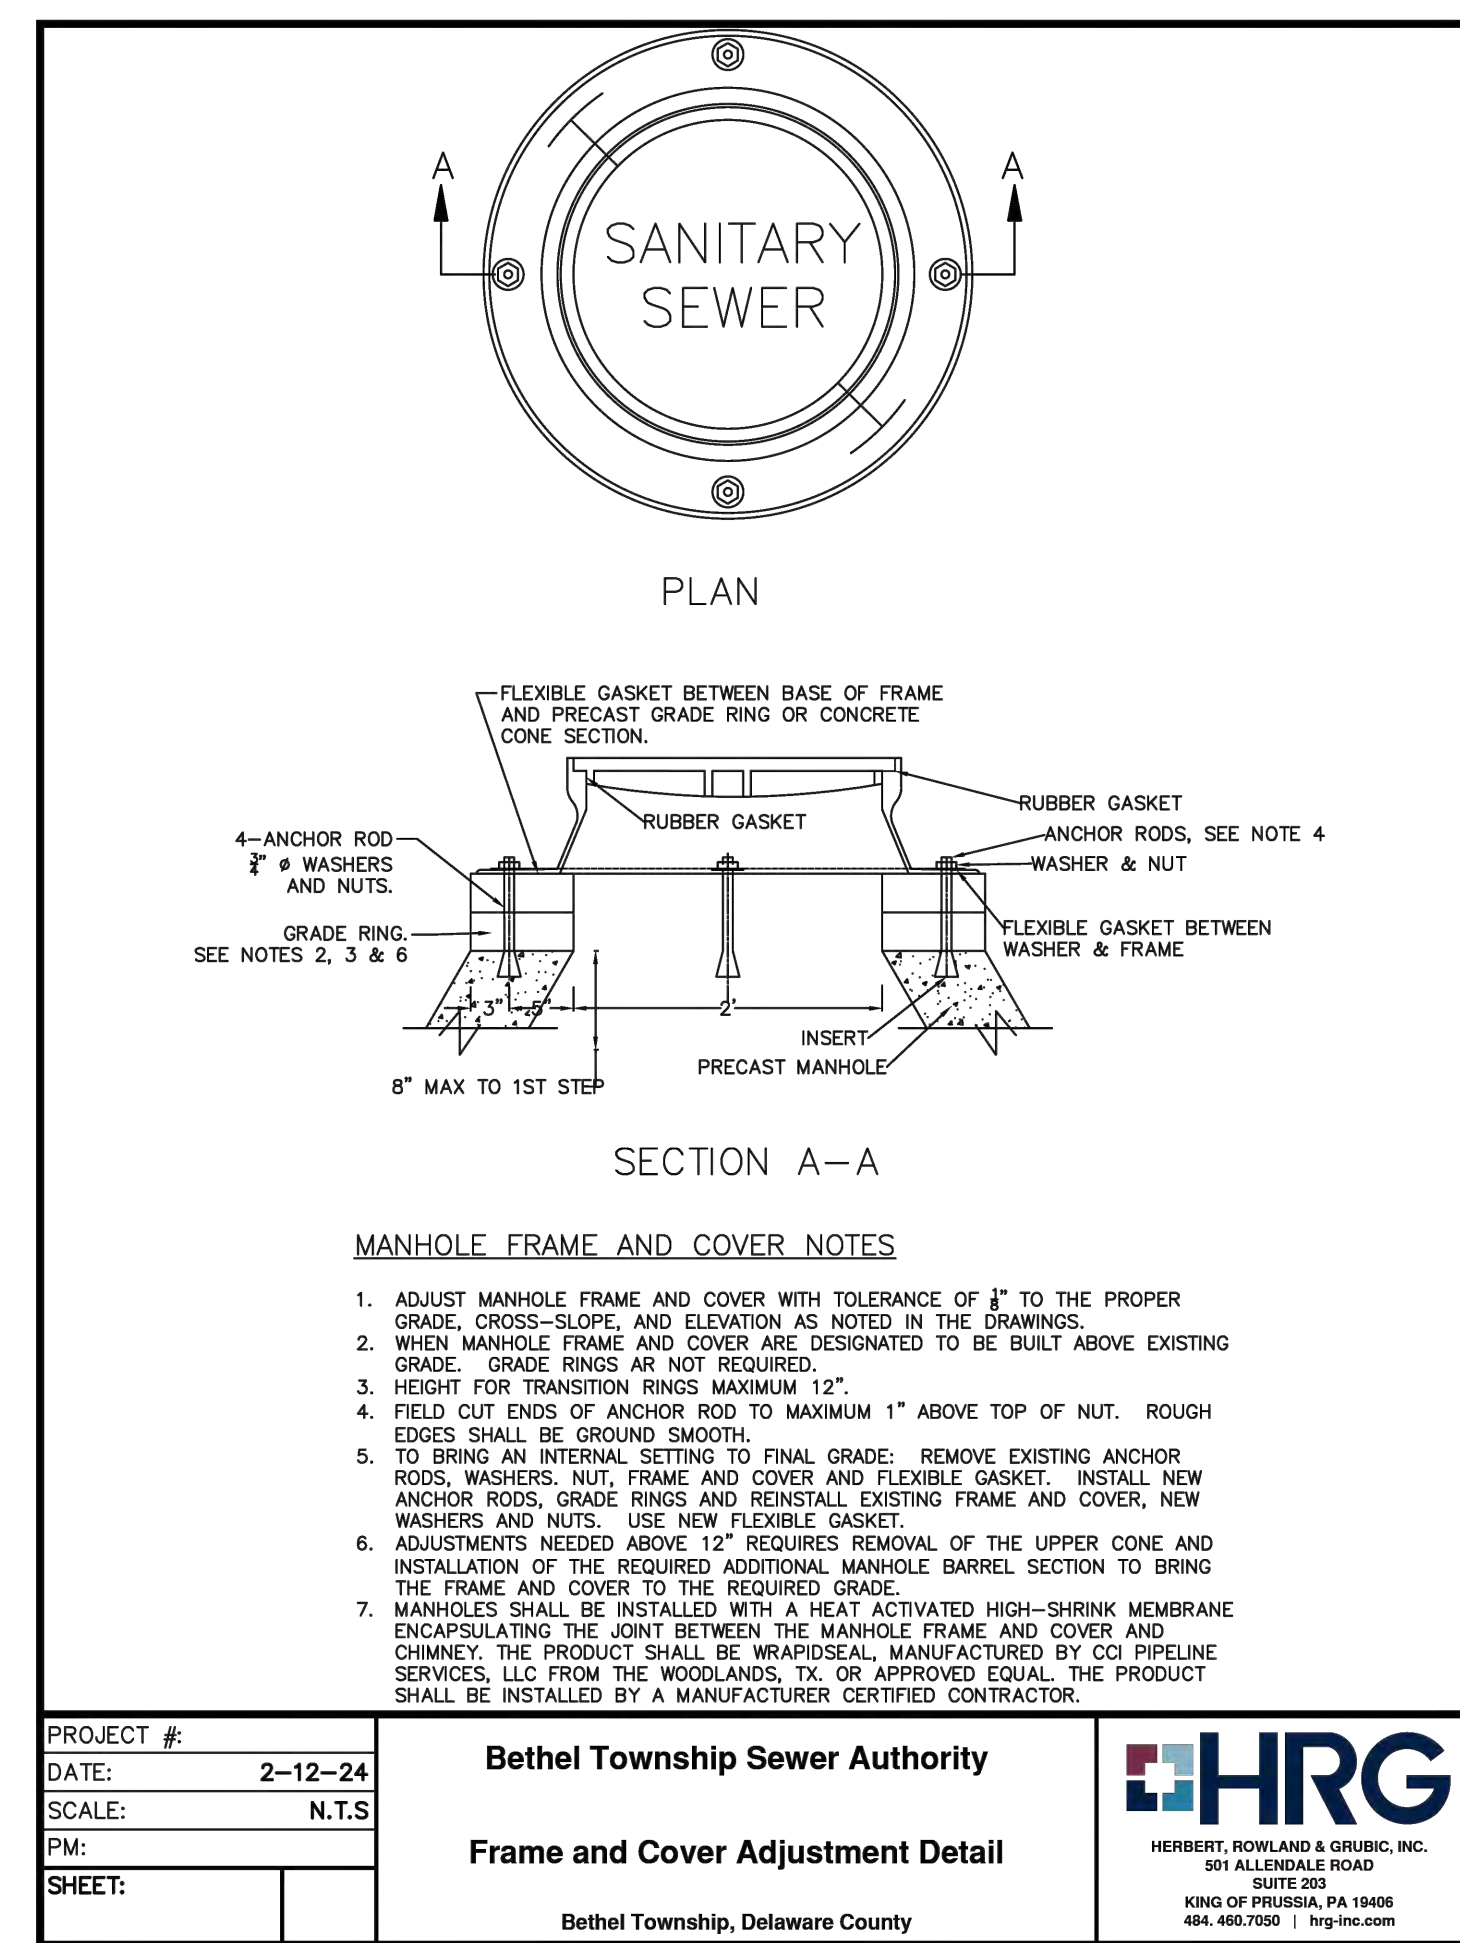 A
A
SANITARY
SEWER
PLAN
FLEXIBLE GASKET BETWEEN BASE OF FRAME
AND PRECAST GRADE RING OR CONCRETE
CONE SECTION.
RUBBER GASKET
RUBBER GASKET
4-ANCHOR ROD
3/4" ø WASHERS
AND NUTS.
ANCHOR RODS, SEE NOTE 4
WASHER & NUT
GRADE RING.
SEE NOTES 2, 3 & 6
FLEXIBLE GASKET BETWEEN
WASHER & FRAME
3" 5" 2'
INSERT
PRECAST MANHOLE
8" MAX TO 1ST STEP
SECTION A-A
MANHOLE FRAME AND COVER NOTES
1. ADJUST MANHOLE FRAME AND COVER WITH TOLERANCE OF 1/8" TO THE PROPER
GRADE, CROSS-SLOPE, AND ELEVATION AS NOTED IN THE DRAWINGS.
2. WHEN MANHOLE FRAME AND COVER ARE DESIGNATED TO BE BUILT ABOVE EXISTING
GRADE. GRADE RINGS AR NOT REQUIRED.
3. HEIGHT FOR TRANSITION RINGS MAXIMUM 12".
4. FIELD CUT ENDS OF ANCHOR ROD TO MAXIMUM 1" ABOVE TOP OF NUT. ROUGH
EDGES SHALL BE GROUND SMOOTH.
5. TO BRING AN INTERNAL SETTING TO FINAL GRADE: REMOVE EXISTING ANCHOR
RODS, WASHERS. NUT, FRAME AND COVER AND FLEXIBLE GASKET. INSTALL NEW
ANCHOR RODS, GRADE RINGS AND REINSTALL EXISTING FRAME AND COVER, NEW
WASHERS AND NUTS. USE NEW FLEXIBLE GASKET.
6. ADJUSTMENTS NEEDED ABOVE 12" REQUIRES REMOVAL OF THE UPPER CONE AND
INSTALLATION OF THE REQUIRED ADDITIONAL MANHOLE BARREL SECTION TO BRING
THE FRAME AND COVER TO THE REQUIRED GRADE.
7. MANHOLES SHALL BE INSTALLED WITH A HEAT ACTIVATED HIGH-SHRINK MEMBRANE
ENCAPSULATING THE JOINT BETWEEN THE MANHOLE FRAME AND COVER AND
CHIMNEY. THE PRODUCT SHALL BE WRAPIDSEAL, MANUFACTURED BY CCI PIPELINE
SERVICES, LLC FROM THE WOODLANDS, TX. OR APPROVED EQUAL. THE PRODUCT
SHALL BE INSTALLED BY A MANUFACTURER CERTIFIED CONTRACTOR.
PROJECT #:
DATE: 2-12-24
SCALE: N.T.S
PM:
SHEET:
Bethel Township Sewer Authority
Frame and Cover Adjustment Detail
Bethel Township, Delaware County
HRG
HERBERT, ROWLAND & GRUBIC, INC.
501 ALLENDALE ROAD
SUITE 203
KING OF PRUSSIA, PA 19406
484. 460.7050 | hrg-inc.com